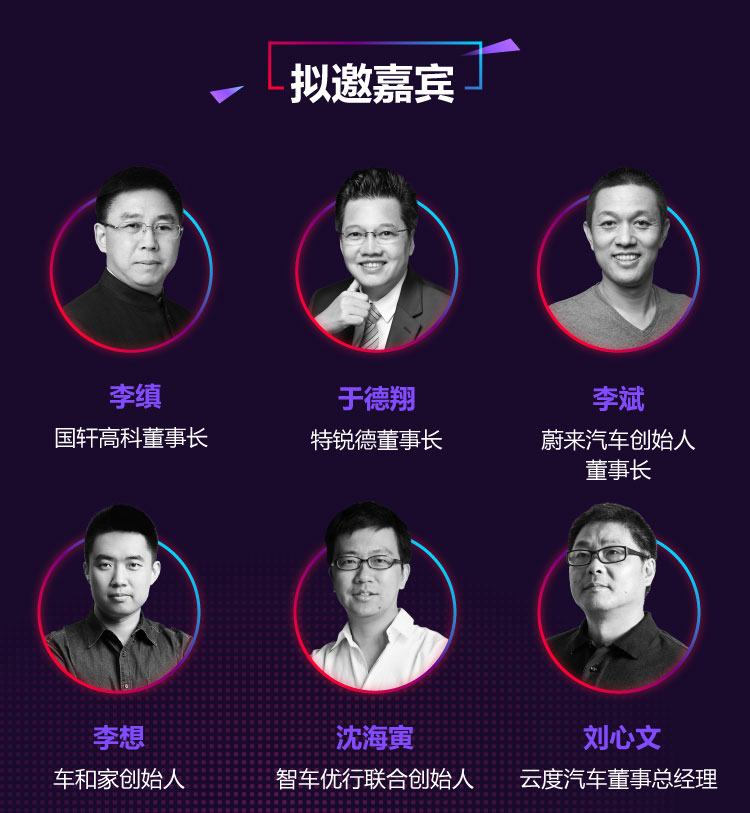 拟邀嘉宾
李缜
于德翔
李斌
国轩高科董事长
特锐德董事长
蔚来汽车创始人
董事长
李想
沈海寅
刘心文
车和家创始人
智车优行联合创始人
云度汽车董事总经理